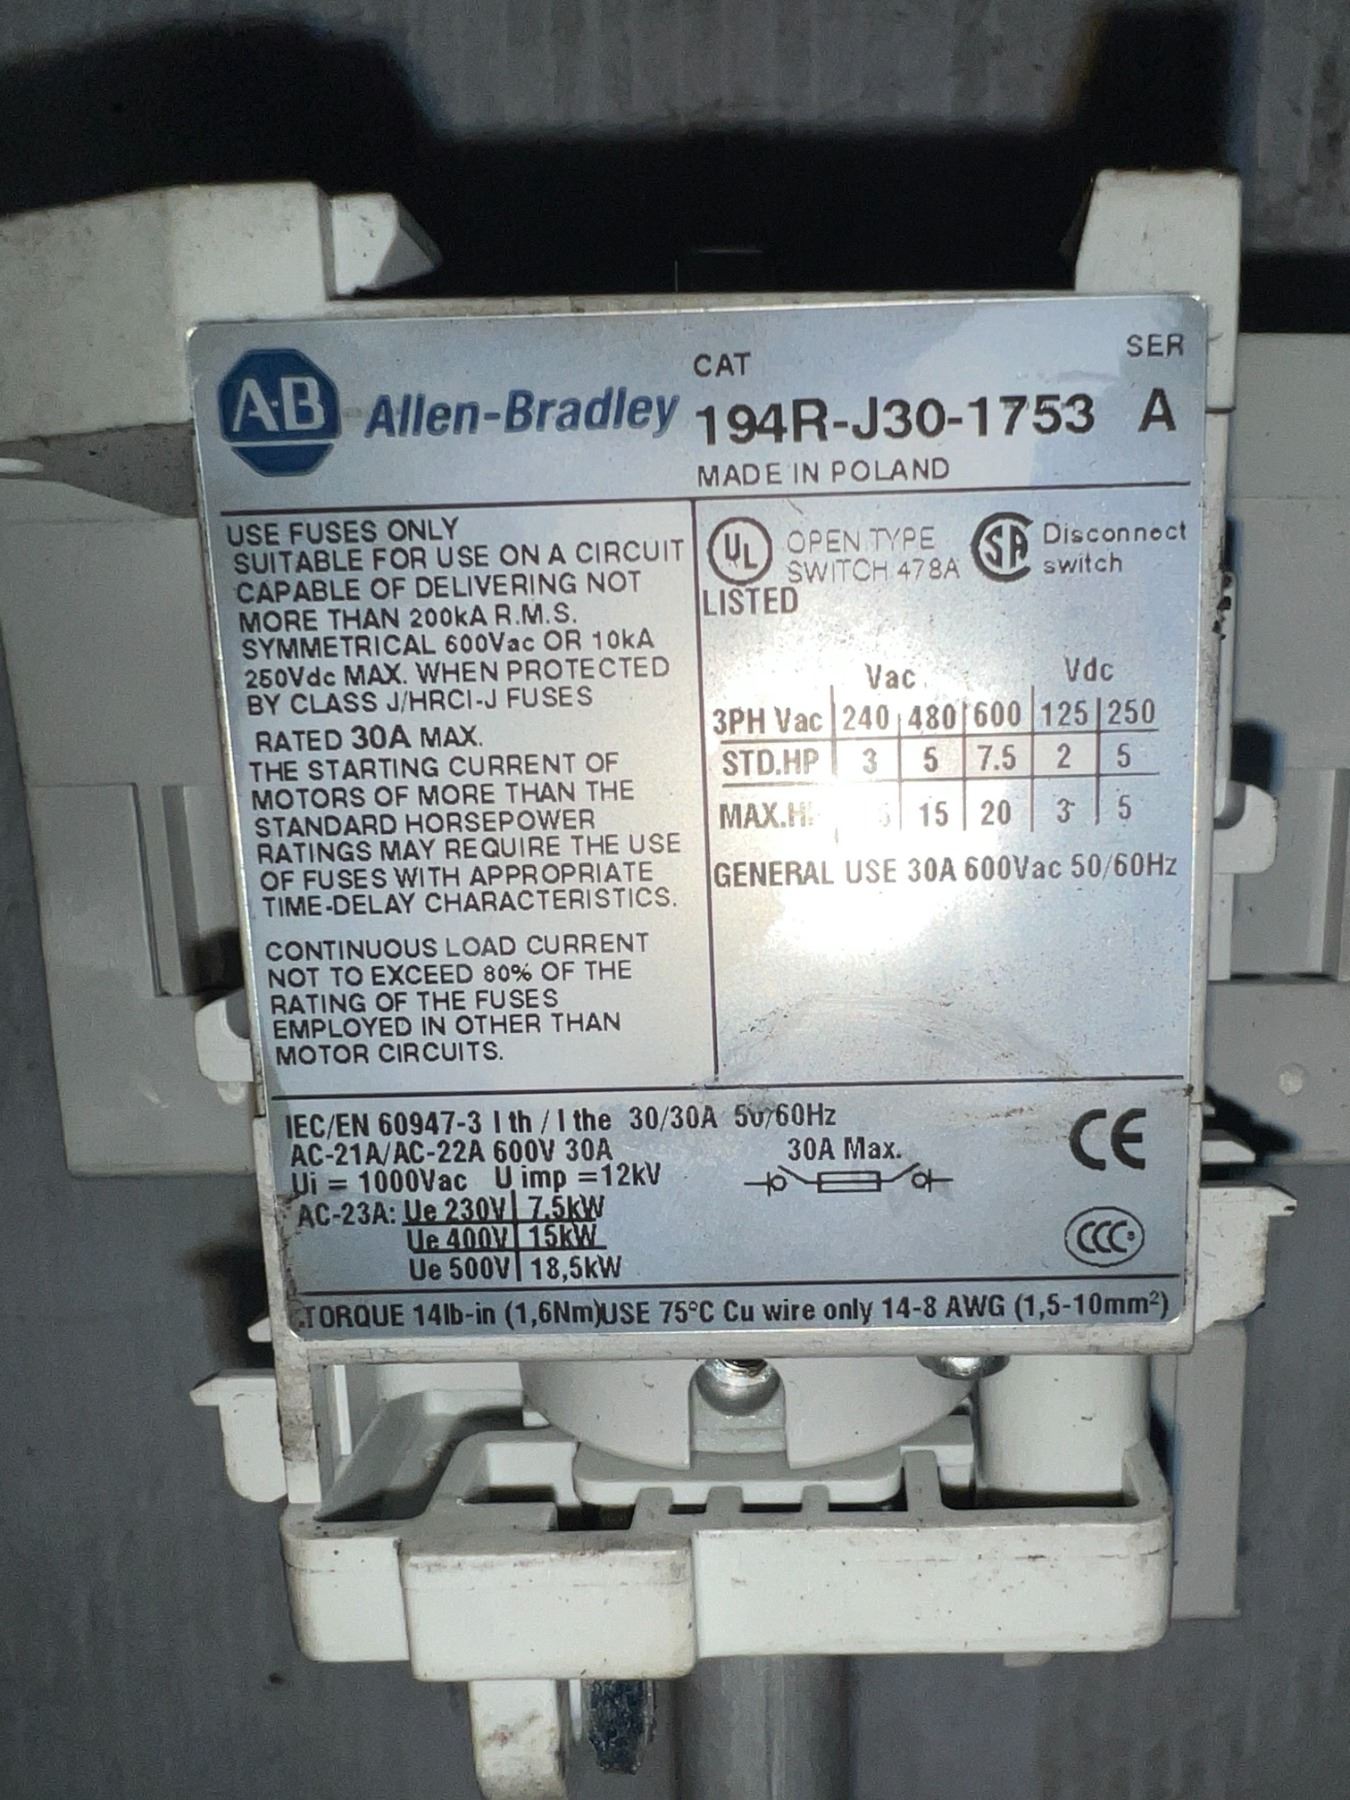 CAT
SER
A-B Allen-Bradley 194R-J30-1753 A
MADE IN POLAND
USE FUSES ONLY
SUITABLE FOR USE ON A CIRCUIT
CAPABLE OF DELIVERING NOT
MORE THAN 200kA R.M.S.
SYMMETRICAL 600Vac OR 10kA
250Vdc MAX. WHEN PROTECTED
BY CLASS J/HRCI-J FUSES
RATED 30A MAX.
THE STARTING CURRENT OF
MOTORS OF MORE THAN THE
STANDARD HORSEPOWER
RATINGS MAY REQUIRE THE USE
OF FUSES WITH APPROPRIATE
TIME-DELAY CHARACTERISTICS.
CONTINUOUS LOAD CURRENT
NOT TO EXCEED 80% OF THE
RATING OF THE FUSES
EMPLOYED IN OTHER THAN
MOTOR CIRCUITS.
UL OPEN TYPE
SWITCH 478A
LISTED
SA Disconnect
switch
Vac Vdc
3PH Vac 240 480 600 125 250
STD.HP 3 5 7.5 2 5
MAX. 15 20 3 5
GENERAL USE 30A 600Vac 50/60Hz
IEC/EN 60947-3 I th / I the 30/30A 50/60Hz
AC-21A/AC-22A 600V 30A
Ui = 1000Vac U imp =12kV
AC-23A: Ue 230V 7.5kW
Ue 400V 15kW
Ue 500V 18,5kW
30A Max.
CE
CCC
TORQUE 14lb-in (1,6Nm)USE 75°C Cu wire only 14-8 AWG (1,5-10mm²)